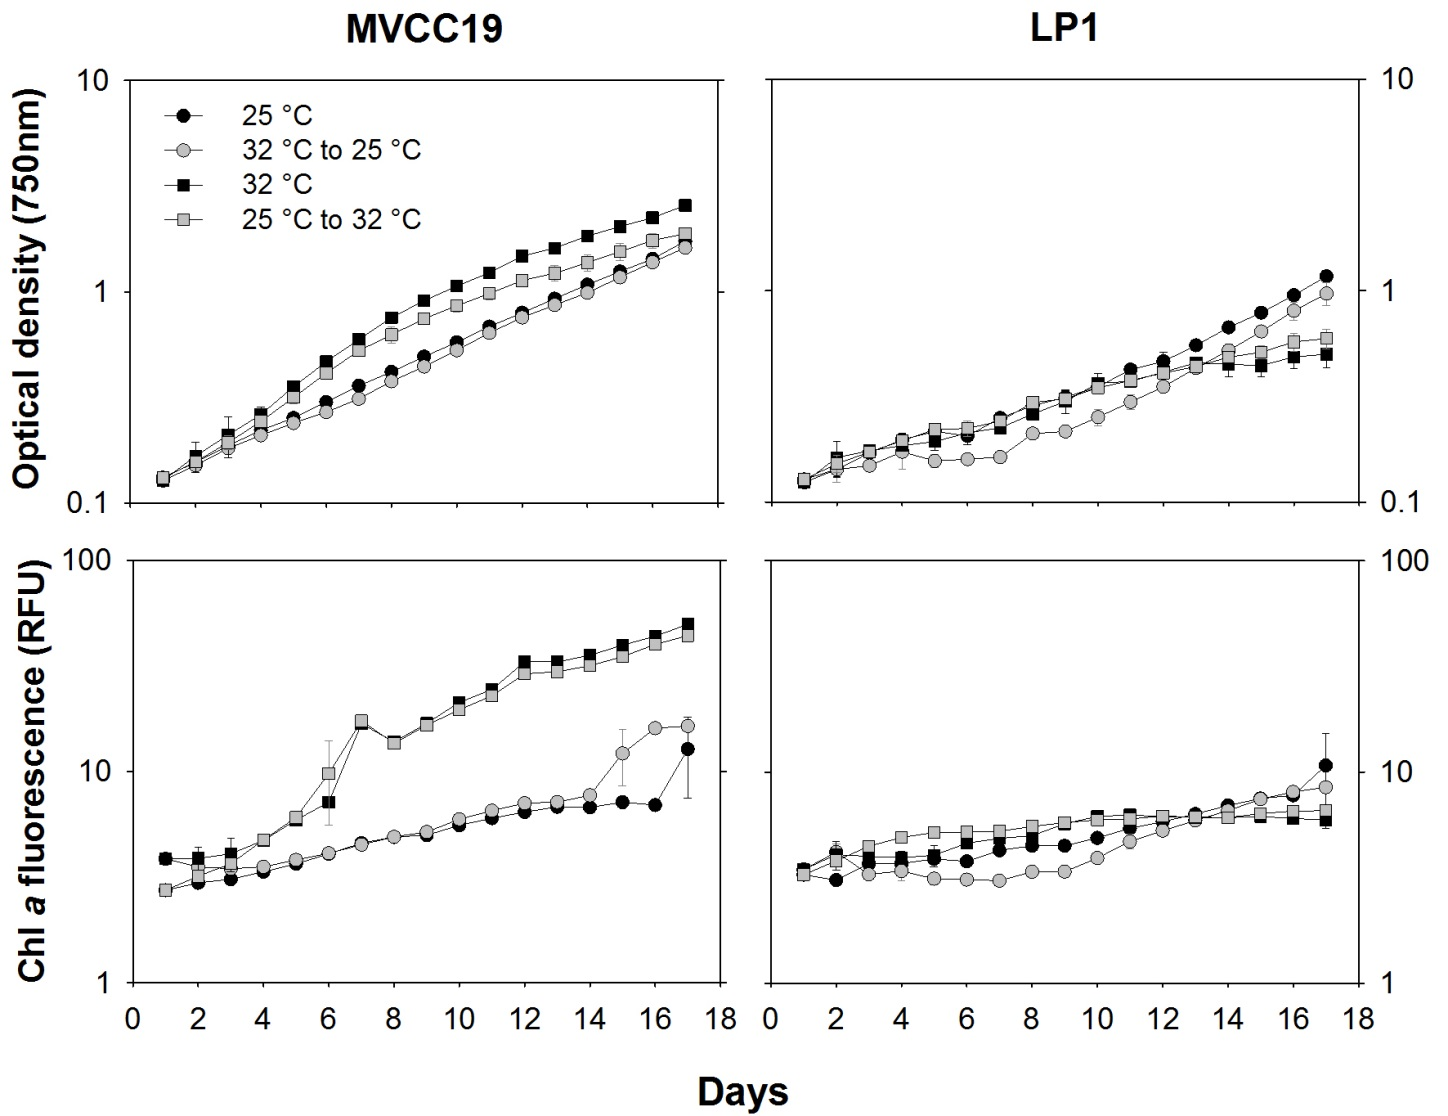 MVCC19
LP1
Optical density (750nm)
10
1
0.1
25 °C
32 °C to 25 °C
32 °C
25 °C to 32 °C
10
1
0.1
Chl a fluorescence (RFU)
100
10
1
100
10
1
0 2 4 6 8 10 12 14 16 18
0 2 4 6 8 10 12 14 16 18
Days